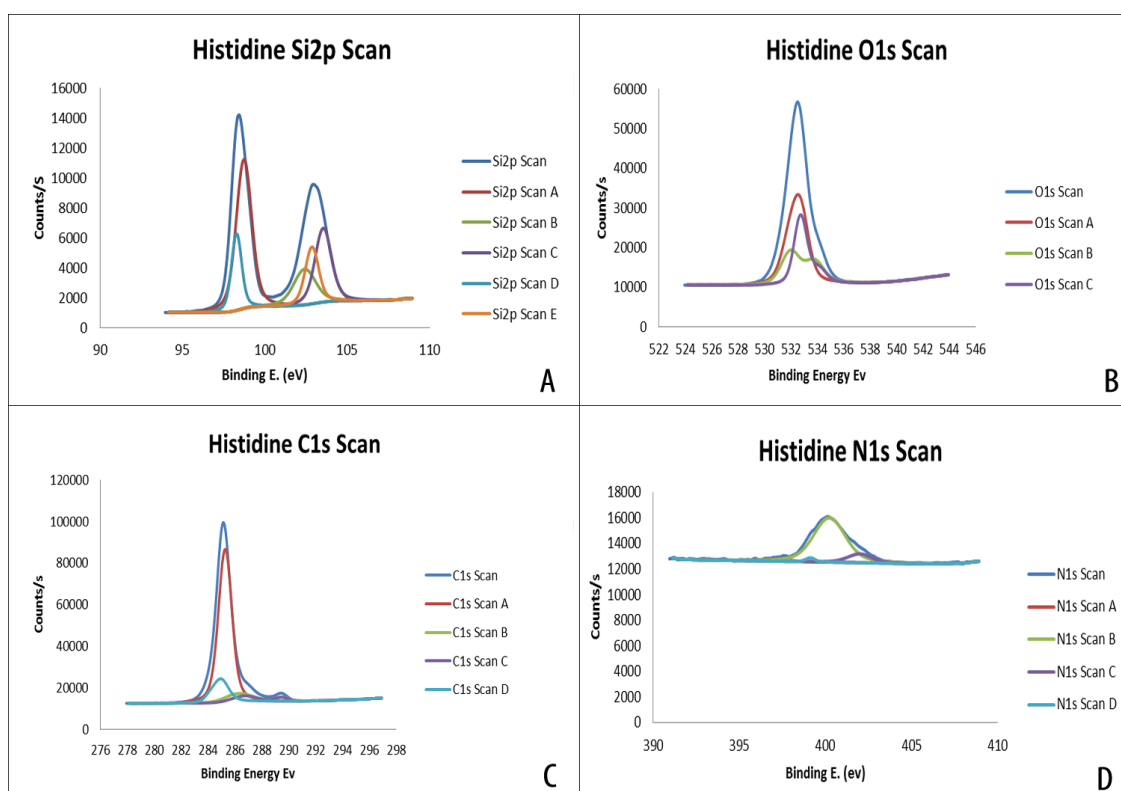 Histidine Si2p Scan
16000
14000
12000
10000
8000
6000
4000
2000
0
Counts/S
90 95 100 105 110
Binding E. (eV)
Si2p Scan
Si2p Scan A
Si2p Scan B
Si2p Scan C
Si2p Scan D
Si2p Scan E
A
Histidine O1s Scan
60000
50000
40000
30000
20000
10000
0
Counts/s
522 524 526 528 530 532 534 536 538 540 542 544 546
Binding Energy Ev
O1s Scan
O1s Scan A
O1s Scan B
O1s Scan C
B
Histidine C1s Scan
120000
100000
80000
60000
40000
20000
0
Counts/s
276 278 280 282 284 286 288 290 292 294 296 298
Binding Energy Ev
C1s Scan
C1s Scan A
C1s Scan B
C1s Scan C
C1s Scan D
C
Histidine N1s Scan
18000
16000
14000
12000
10000
8000
6000
4000
2000
0
Counts/s
390 395 400 405 410
Binding E. (ev)
N1s Scan
N1s Scan A
N1s Scan B
N1s Scan C
N1s Scan D
D